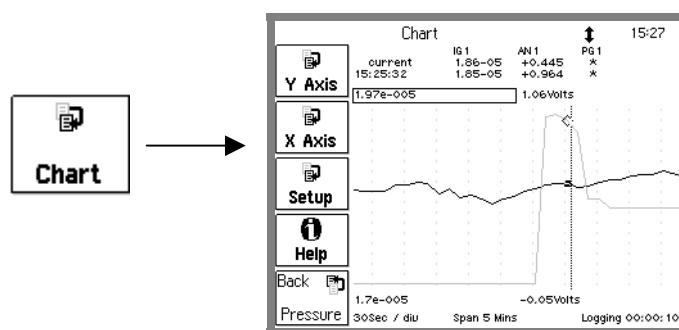 Chart
Chart 15:27
IG1 AN1 PG1
current 1.86-05 +0.445 *
15:25:32 1.85-05 +0.964 *
1.97e-005 1.06Volts
Y Axis
X Axis
Setup
Help
Back
Pressure
1.7e-005 -0.05Volts
30Sec / div Span 5 Mins Logging 00:00:10